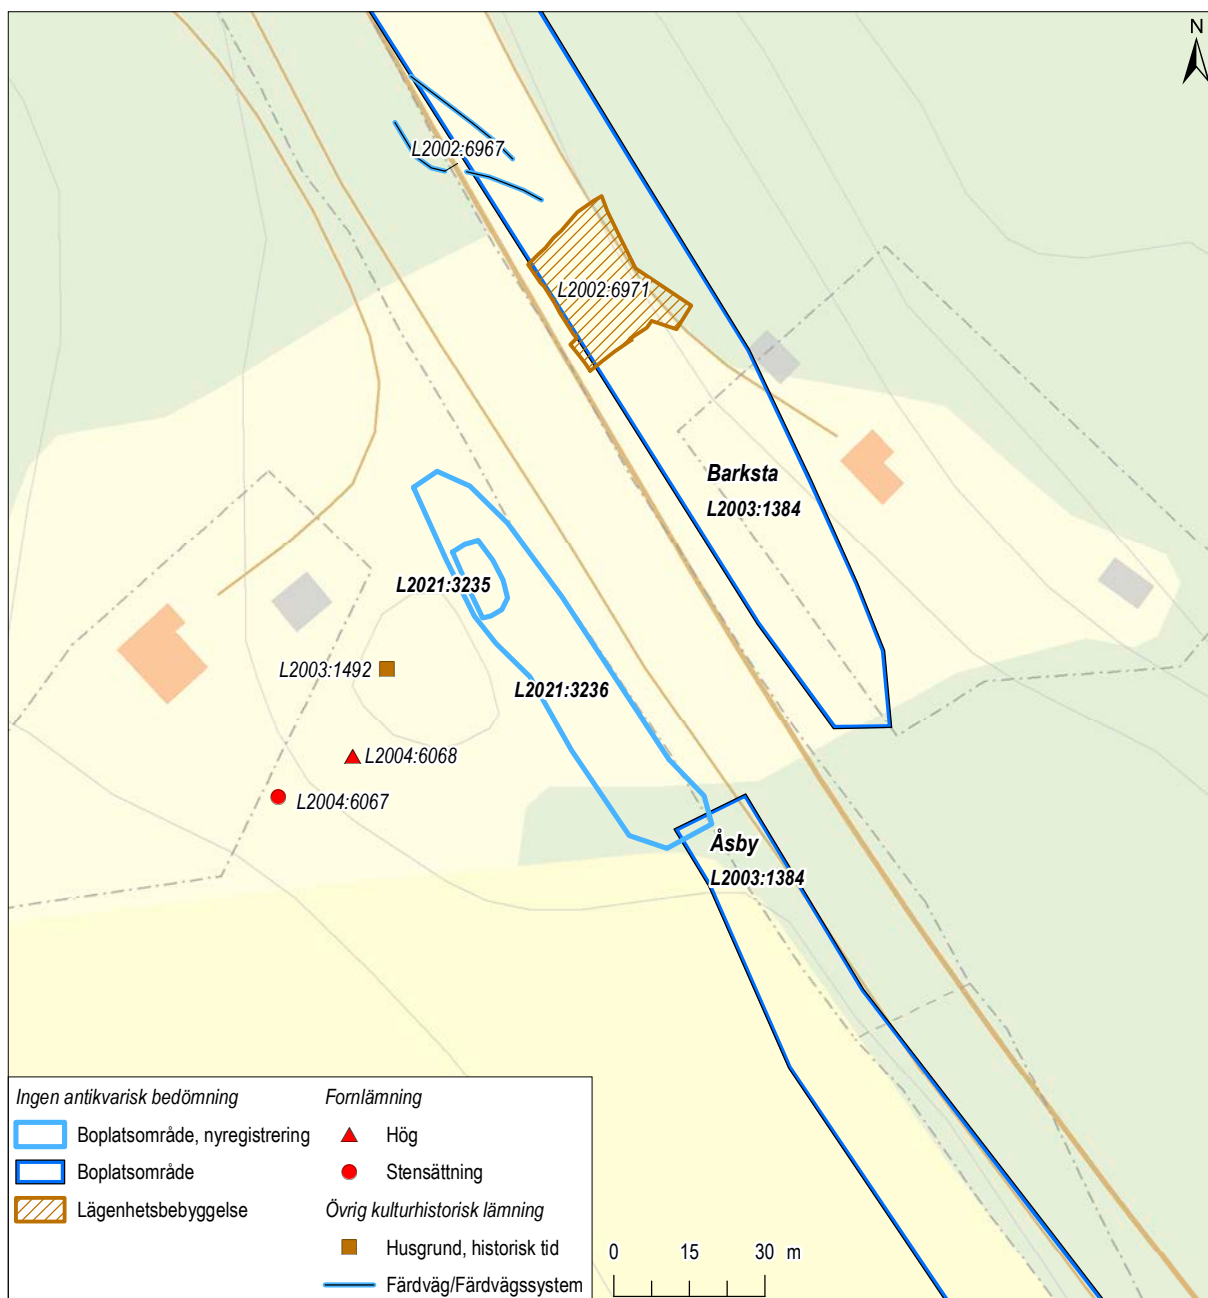 N
L2002:6967
L2002:6971
Barksta
L2003:1384
L2021:3235
L2003:1492
L2021:3236
L2004:6068
L2004:6067
Åsby
L2003:1384
Ingen antikvarisk bedömning
Boplatsområde, nyregistrering
Boplatsområde
Lägenhetsbebyggelse
Fornlämning
Hög
Stensättning
Övrig kulturhistorisk lämning
Husgrund, historisk tid
Färdväg/Färdvägssystem
0 15 30 m